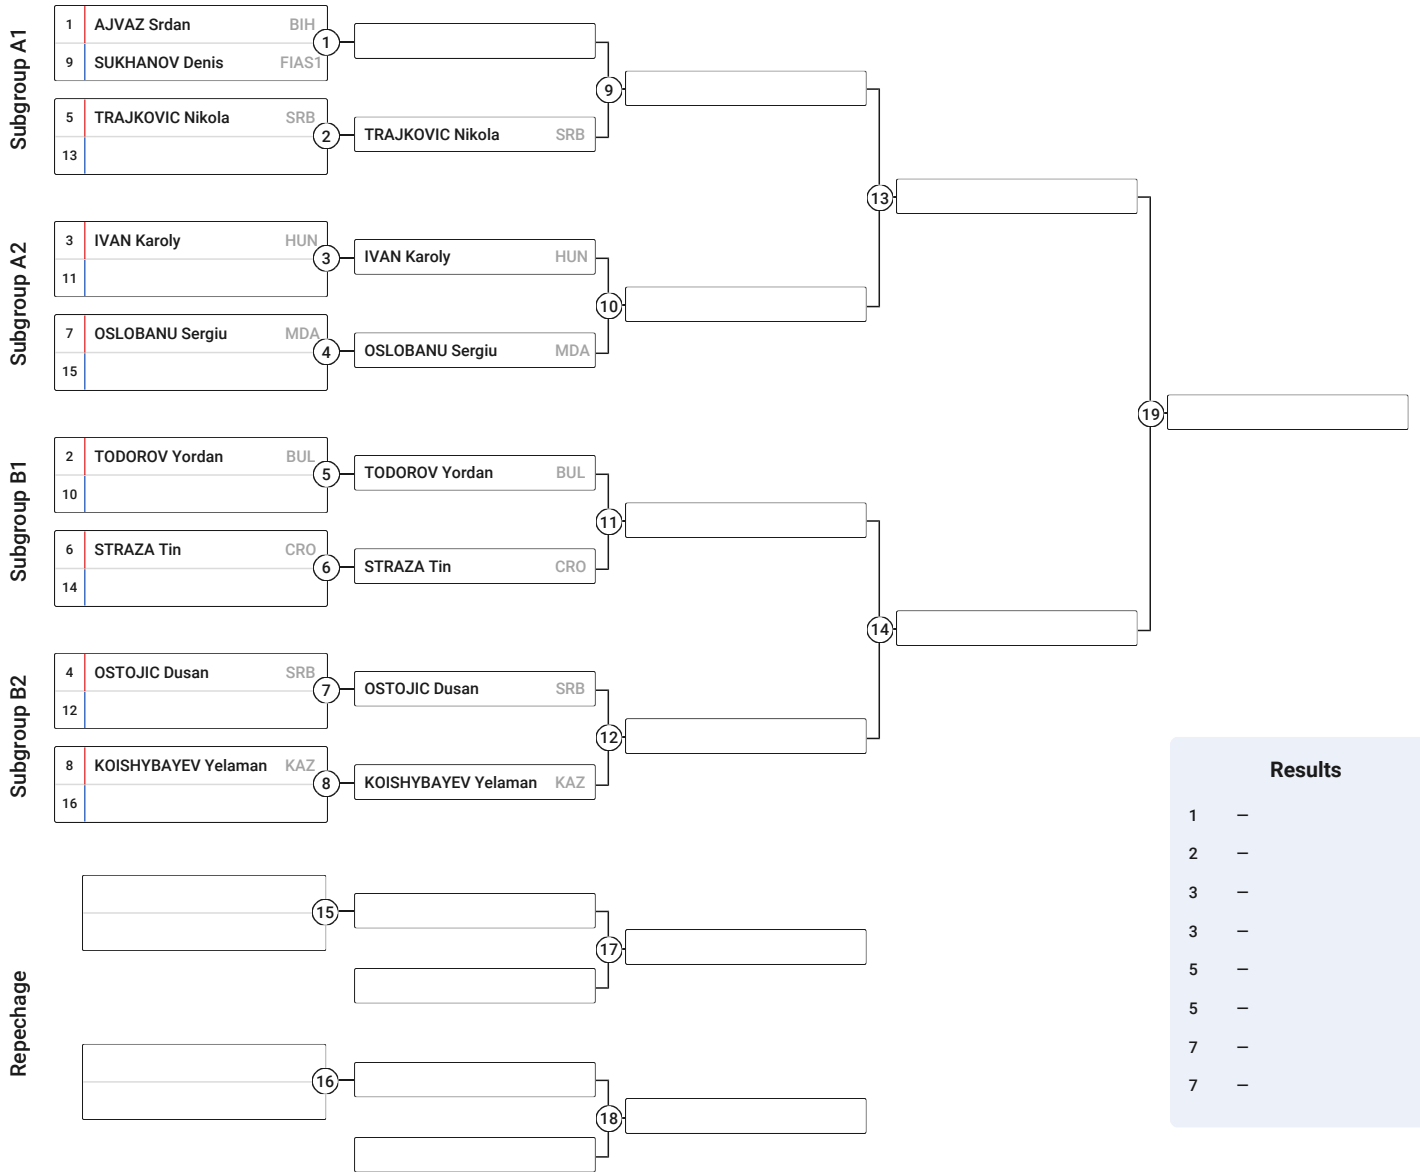 Subgroup A1
1 AJVAZ Srdan BIH
9 SUKHANOV Denis FIAS1
1
5 TRAJKOVIC Nikola SRB
13
2
TRAJKOVIC Nikola SRB
9
Subgroup A2
3 IVAN Karoly HUN
11
3
IVAN Karoly HUN
7 OSLOBANU Sergiu MDA
15
4
OSLOBANU Sergiu MDA
10
13
Subgroup B1
2 TODOROV Yordan BUL
10
5
TODOROV Yordan BUL
6 STRAZA Tin CRO
14
6
STRAZA Tin CRO
11
Subgroup B2
4 OSTOJIC Dusan SRB
12
7
OSTOJIC Dusan SRB
8 KOISHYBAYEV Yelaman KAZ
16
8
KOISHYBAYEV Yelaman KAZ
12
14
19
Repechage
15
17
16
18
Results
1 –
2 –
3 –
3 –
5 –
5 –
7 –
7 –